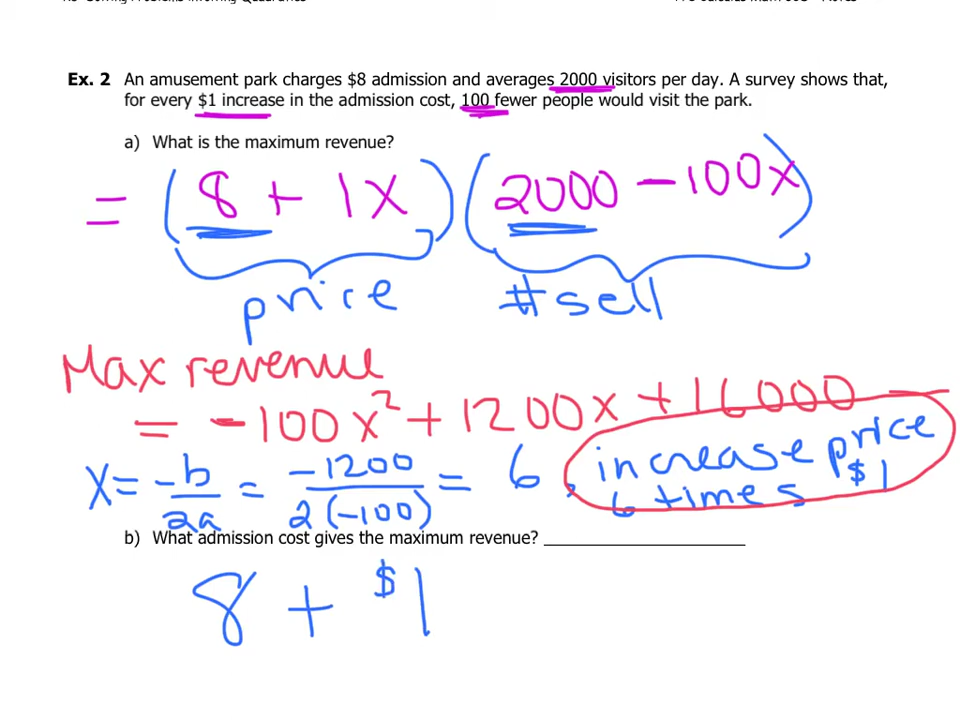 Ex. 2 An amusement park charges $8 admission and averages 2000 visitors per day. A survey shows that,
for every $1 increase in the admission cost, 100 fewer people would visit the park.
a) What is the maximum revenue?
= (8 + 1x)(2000 - 100x)
price #sell
Max revenue
= -100x² + 1200x + 16000
x = -b/2a = -1200/2(-100) = 6. increase price
6 times $1
b) What admission cost gives the maximum revenue? ____________________
8 + $1